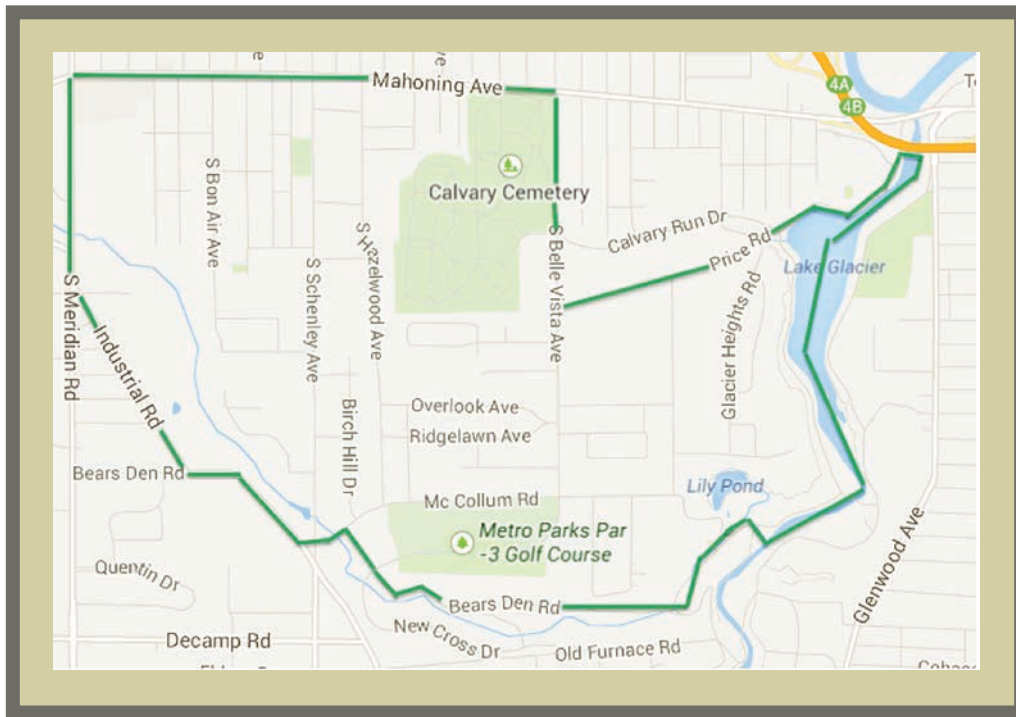 4A
4B
Mahoning Ave
Calvary Cemetery
S Bon Air Ave
S Hazelwood Ave
S Schenley Ave
S Belle Vista Ave
Calvary Run Dr
Price Rd
Lake Glacier
Glacier Heights Rd
S Meridian Rd
Industrial Rd
Birch Hill Dr
Overlook Ave
Ridgelawn Ave
Bears Den Rd
Lily Pond
Mc Collum Rd
Metro Parks Par
-3 Golf Course
Glenwood Ave
Quentin Dr
Bears Den Rd
New Cross Dr
Decamp Rd
Old Furnace Rd